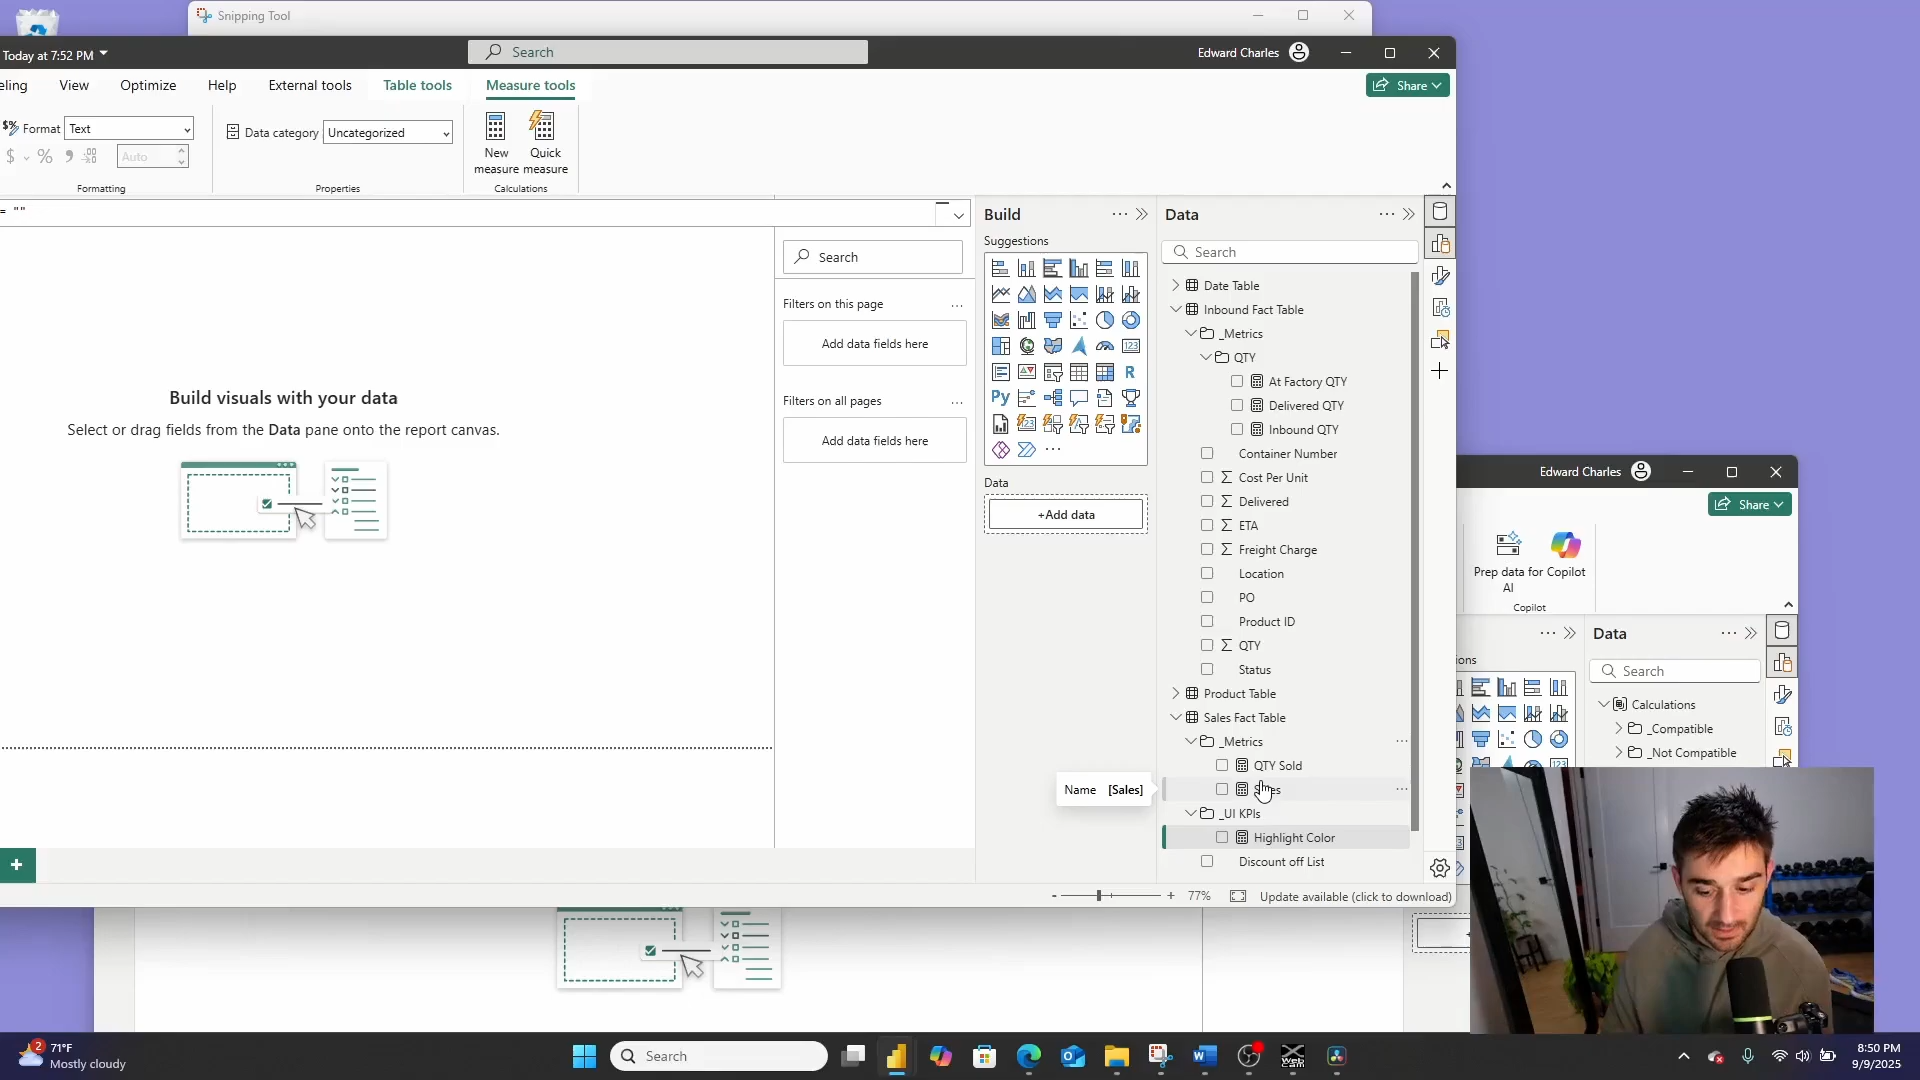 Snipping Tool
Today at 7:52 PM
Search
Edward Charles
eling
View
Optimize
Help
External tools
Table tools
Measure tools
Share
Format
Text
Data category
Uncategorized
$
%
Auto
New
measure
Quick
measure
Formatting
Properties
Calculations
= ""
Build visuals with your data
Select or drag fields from the Data pane onto the report canvas.
Search
Filters on this page
...
Add data fields here
Filters on all pages
...
Add data fields here
Build
Suggestions
123
R
Py
...
Data
+Add data
Data
Search
Date Table
Inbound Fact Table
_Metrics
QTY
At Factory QTY
Delivered QTY
Inbound QTY
Container Number
Cost Per Unit
Delivered
ETA
Freight Charge
Location
PO
Product ID
QTY
Status
Product Table
Sales Fact Table
_Metrics
QTY Sold
Name [Sales]
_UI KPIs
Highlight Color
Discount off List
77%
Update available (click to download)
Edward Charles
Share
Prep data for
AI
Copilot
Copilot
ions
Data
Search
Calculations
_Compatible
_Not Compatible
2
71°F
Mostly cloudy
Search
8:50 PM
9/9/2025